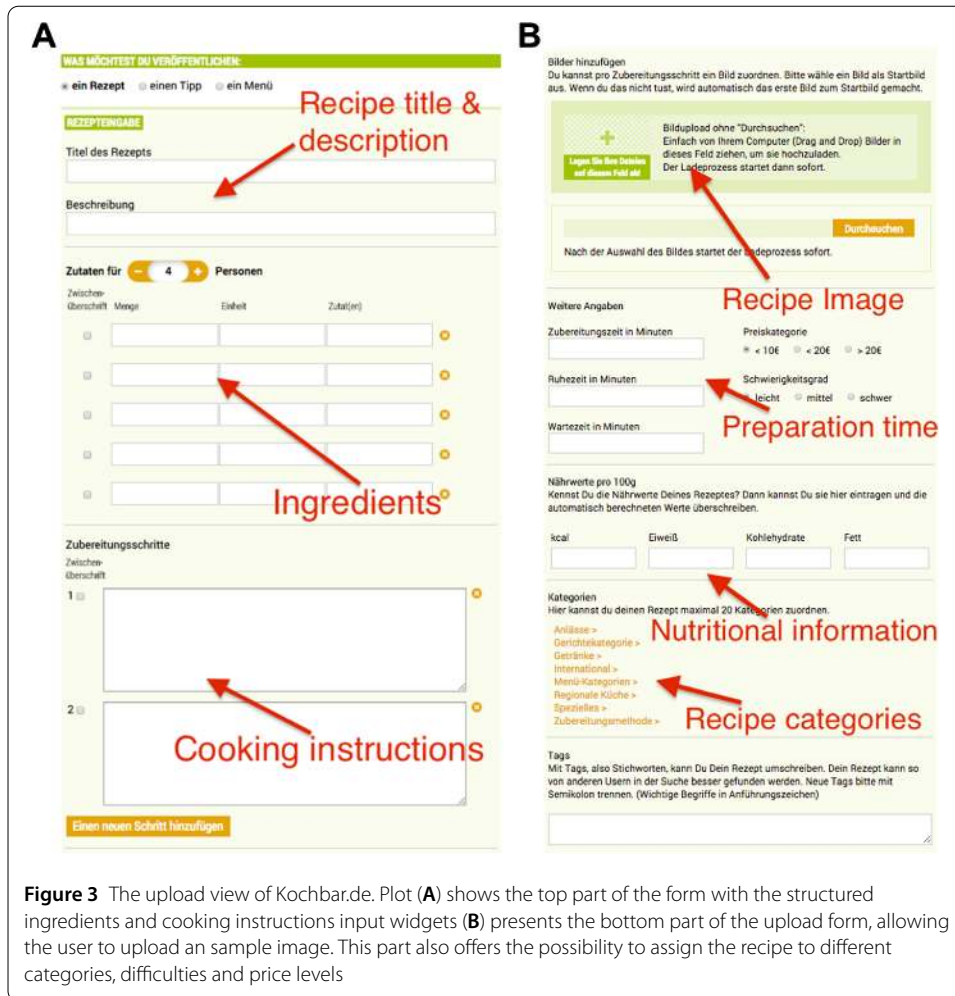 A
WAS MÖCHTEST DU VERÖFFENTLICHEN:
ein Rezept einen Tipp ein Menü
Recipe title &
description
REZEPTEINGABE
Titel des Rezepts
Beschreibung
Zutaten für - 4 + Personen
Zwischen-
überschrift Menge Einheit Zutat(en)
Ingredients
Zubereitungsschritte
Zwischen-
überschrift
1
2
Cooking instructions
Einen neuen Schritt hinzufügen
B
Bilder hinzufügen
Du kannst pro Zubereitungsschritt ein Bild zuordnen. Bitte wähle ein Bild als Startbild
aus. Wenn du das nicht tust, wird automatisch das erste Bild zum Startbild gemacht.
+
Legen Sie Ihre Dateien
auf diesem Feld ab!
Bildupload ohne "Durchsuchen":
Einfach von Ihrem Computer (Drag and Drop) Bilder in
dieses Feld ziehen, um sie hochzuladen.
Der Ladeprozess startet dann sofort.
Durchsuchen
Nach der Auswahl des Bildes startet der Ladeprozess sofort.
Recipe Image
Weitere Angaben
Zubereitungszeit in Minuten Preiskategorie
< 10€ < 20€ > 20€
Ruhezeit in Minuten Schwierigkeitsgrad
leicht mittel schwer
Preparation time
Wartezeit in Minuten
Nährwerte pro 100g
Kennst Du die Nährwerte Deines Rezeptes? Dann kannst Du sie hier eintragen und die
automatisch berechneten Werte überschreiben.
kcal Eiweiß Kohlehydrate Fett
Nutritional information
Kategorien
Hier kannst du deinen Rezept maximal 20 Kategorien zuordnen.
Anlässe >
Gerichtekategorie >
Getränke >
International >
Menü-Kategorien >
Regionale Küche >
Spezielles >
Zubereitungsmethode >
Recipe categories
Tags
Mit Tags, also Stichworten, kann Du Dein Rezept umschreiben. Dein Rezept kann so
von anderen Usern in der Suche besser gefunden werden. Neue Tags bitte mit
Semikolon trennen. (Wichtige Begriffe in Anführungszeichen)
Figure 3 The upload view of Kochbar.de. Plot (A) shows the top part of the form with the structured
ingredients and cooking instructions input widgets (B) presents the bottom part of the upload form, allowing
the user to upload an sample image. This part also offers the possibility to assign the recipe to different
categories, difficulties and price levels